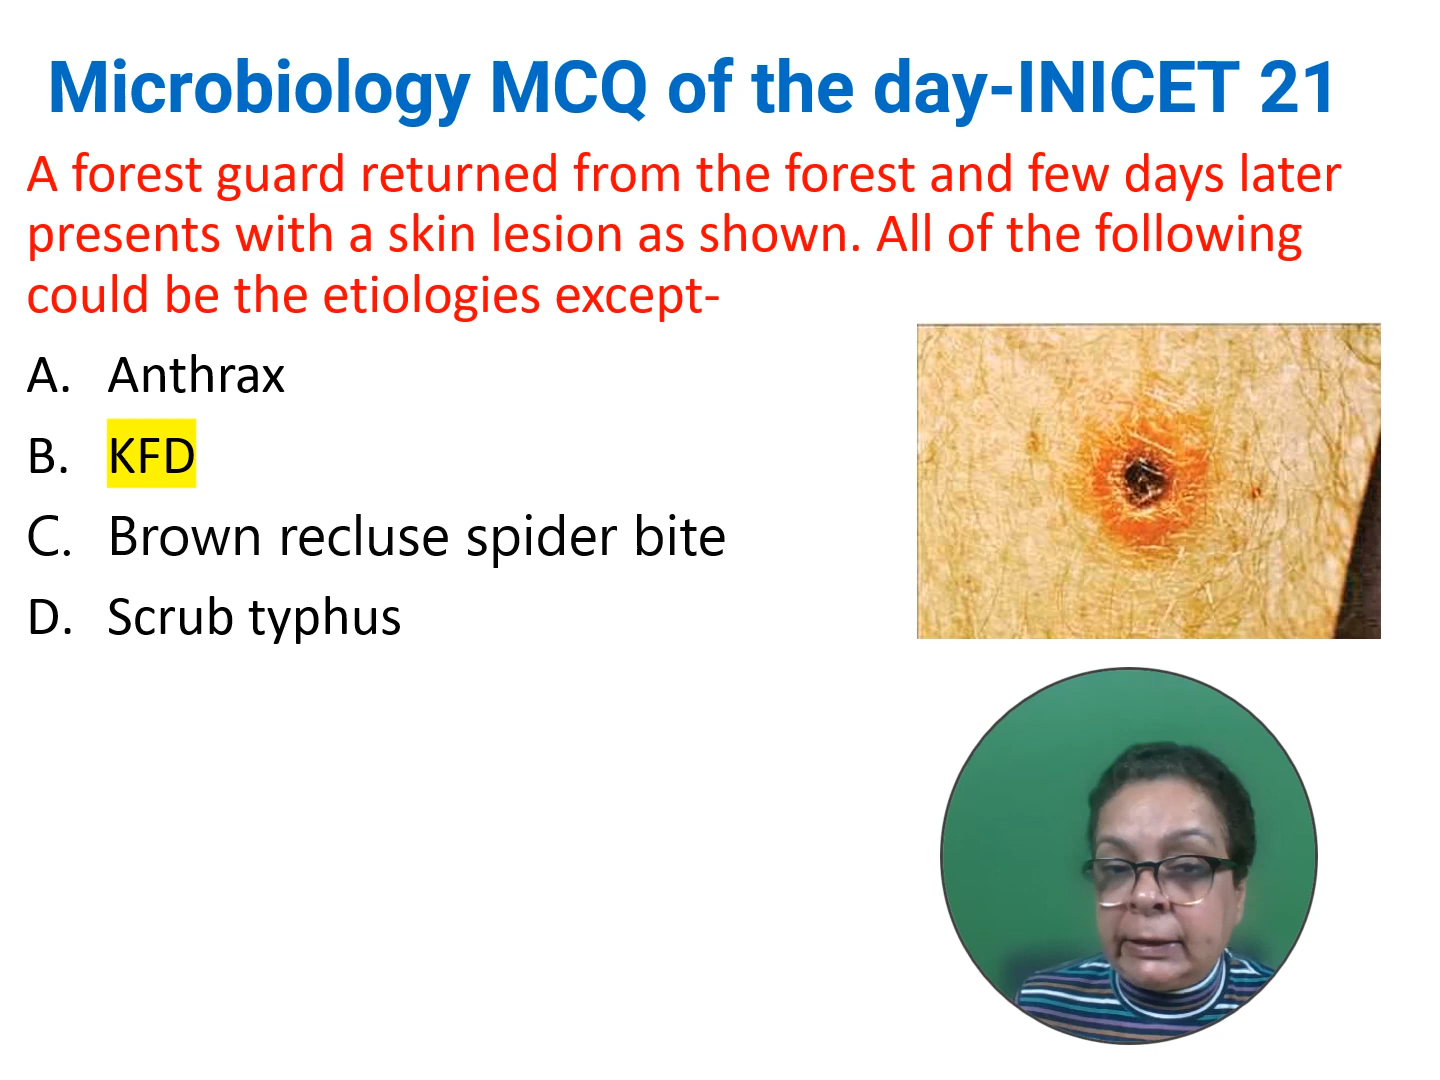 Microbiology MCQ of the day-INICET 21
A forest guard returned from the forest and few days later
presents with a skin lesion as shown. All of the following
could be the etiologies except-
A. Anthrax
B. KFD
C. Brown recluse spider bite
D. Scrub typhus